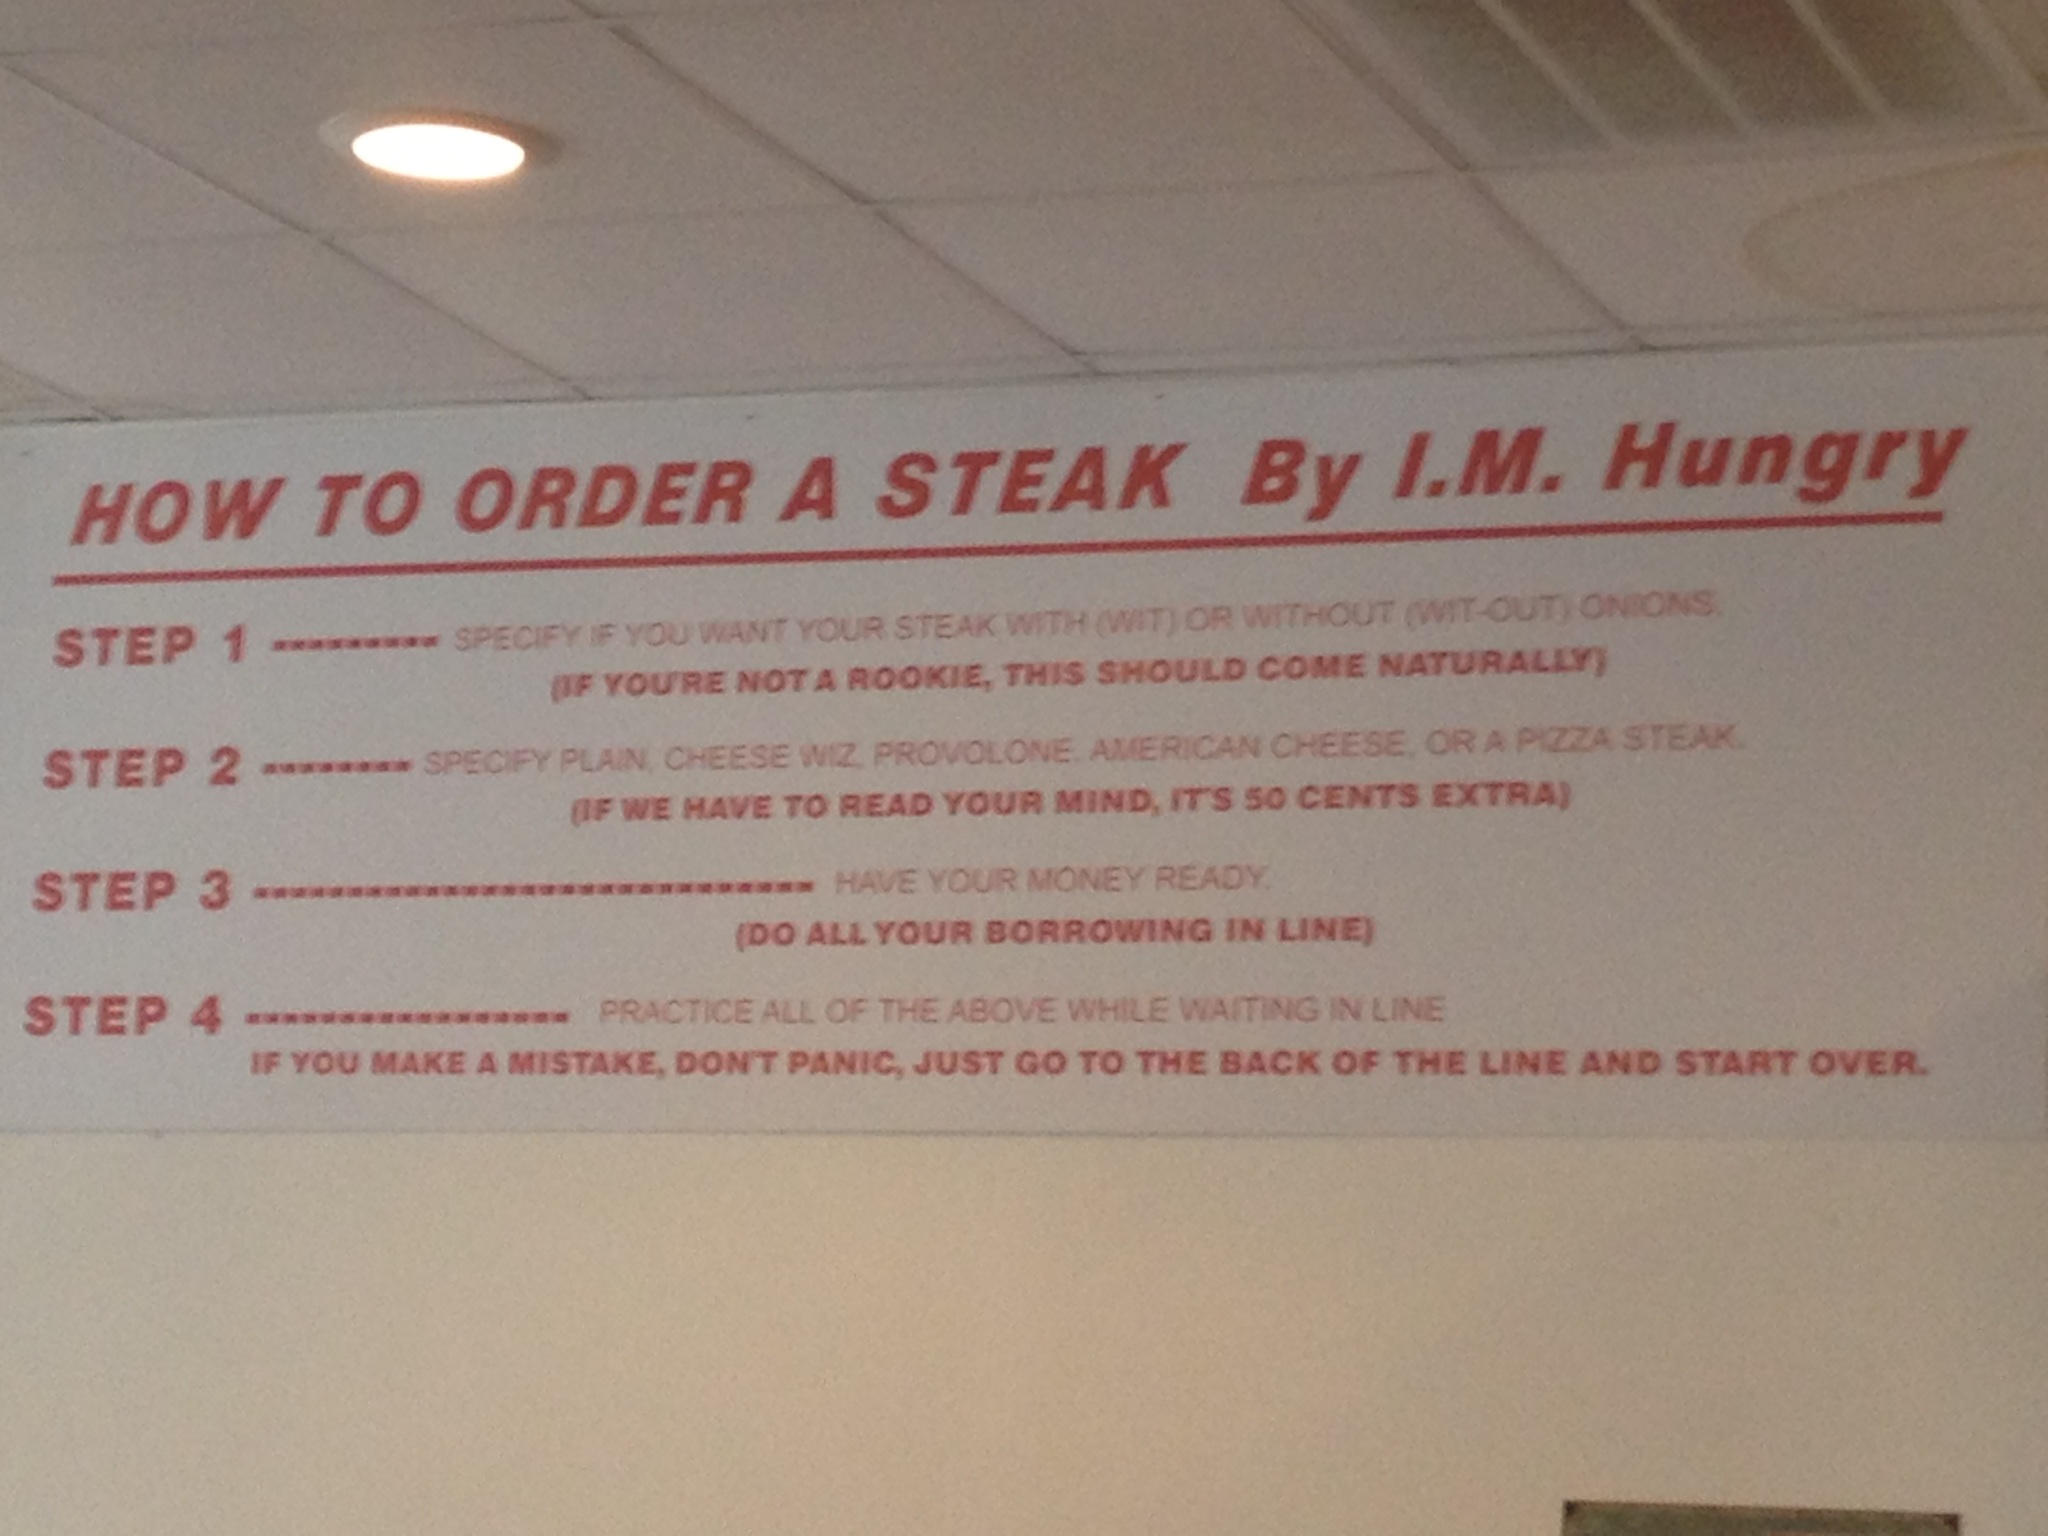 HOW TO ORDER A STEAK By I.M. Hungry
STEP 1 --------- SPECIFY IF YOU WANT YOUR STEAK WITH (WIT) OR WITHOUT (WIT-OUT) ONIONS.
(IF YOU'RE NOT A ROOKIE, THIS SHOULD COME NATURALLY)
STEP 2 -------- SPECIFY PLAIN, CHEESE WIZ, PROVOLONE, AMERICAN CHEESE, OR A PIZZA STEAK.
(IF WE HAVE TO READ YOUR MIND, IT'S 50 CENTS EXTRA)
STEP 3 ------------------------------ HAVE YOUR MONEY READY.
(DO ALL YOUR BORROWING IN LINE)
STEP 4 ----------------- PRACTICE ALL OF THE ABOVE WHILE WAITING IN LINE
IF YOU MAKE A MISTAKE, DON'T PANIC, JUST GO TO THE BACK OF THE LINE AND START OVER.